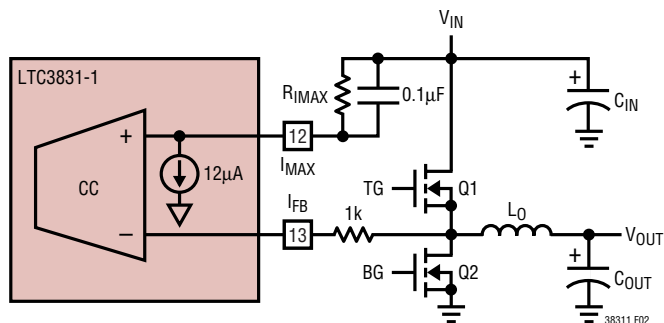 V_IN
LTC3831-1
R_IMAX
0.1µF
+
C_IN
+
12
I_MAX
12µA
CC
TG
Q1
I_FB
L_O
−
13
1k
V_OUT
BG
Q2
+
C_OUT
38311 F02